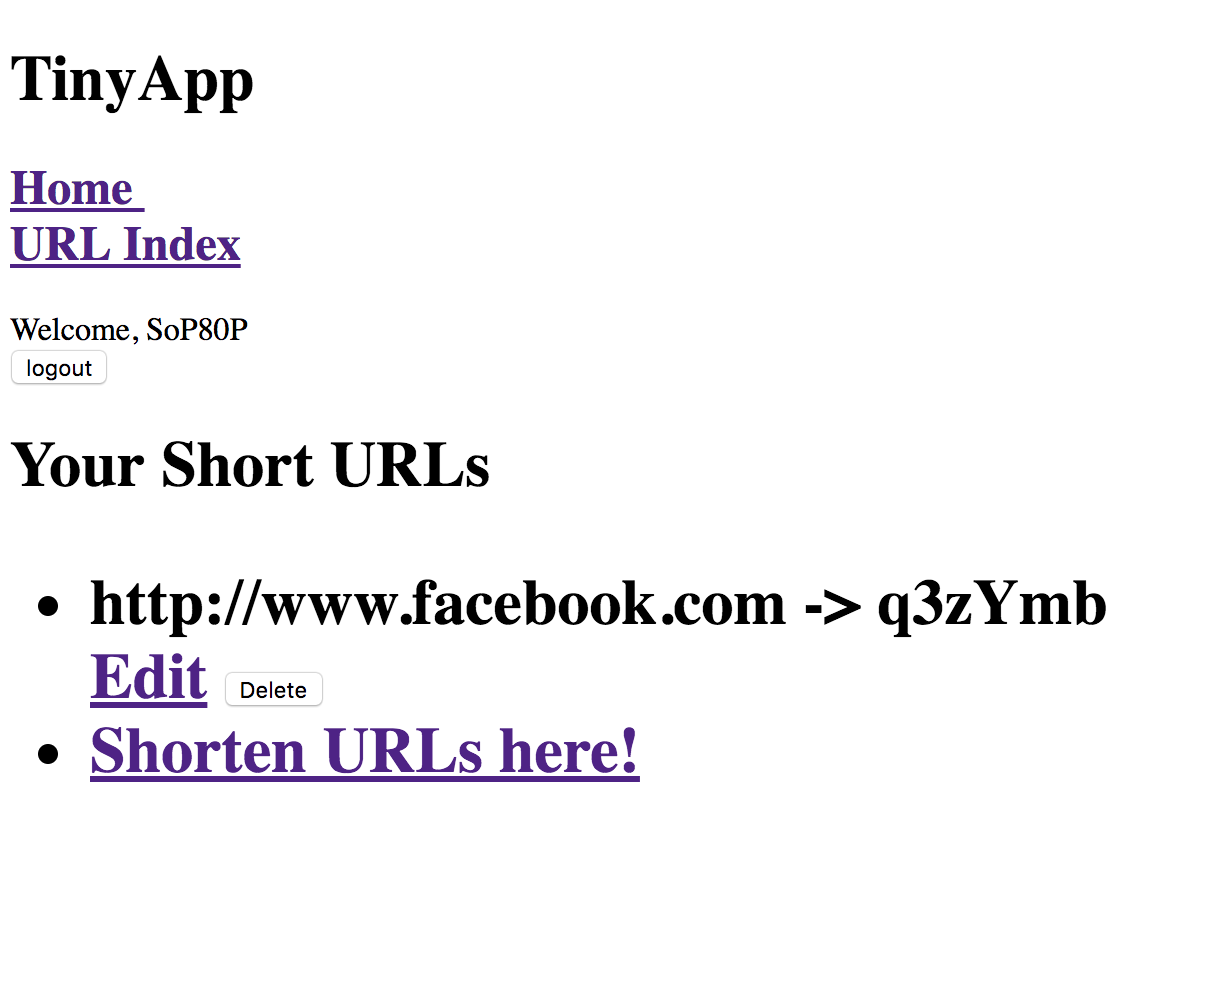 TinyApp
Home
URL Index
Welcome, SoP80P
logout
Your Short URLs
http://www.facebook.com -> q3zYmb
Edit Delete
Shorten URLs here!